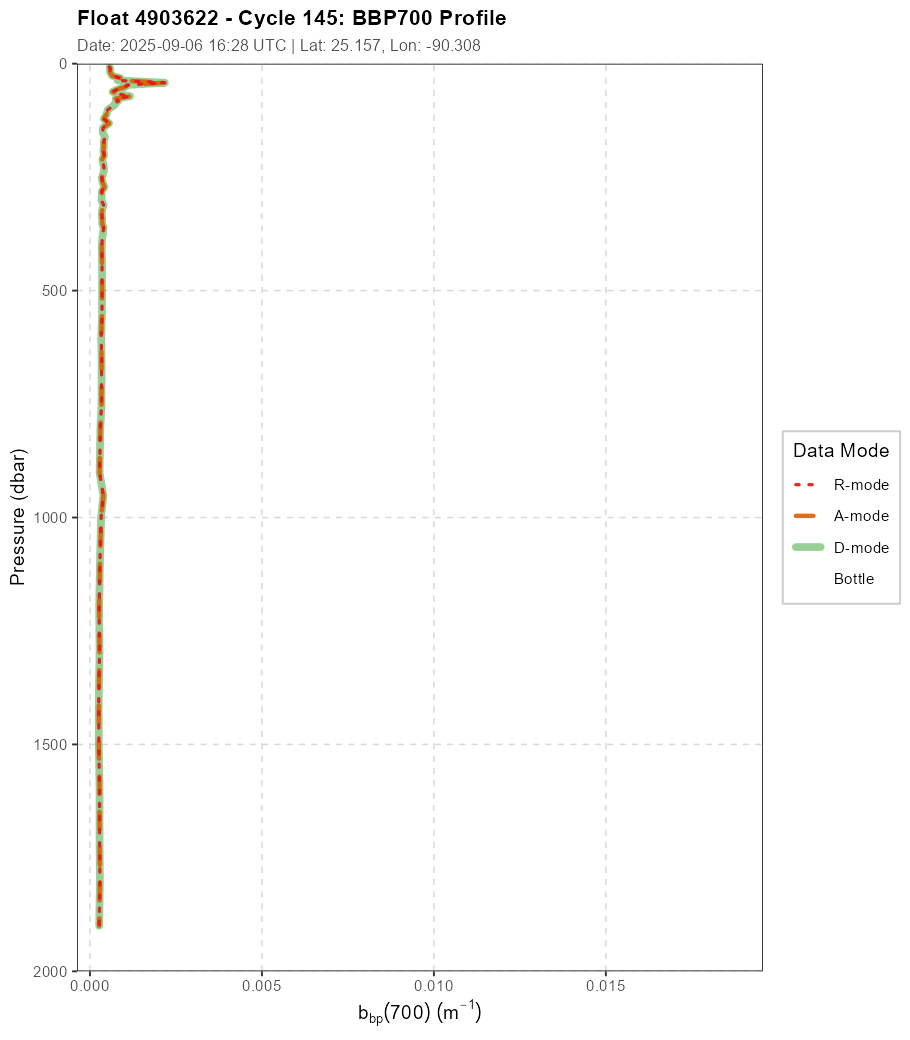 Float 4903622 - Cycle 145: BBP700 Profile
Date: 2025-09-06 16:28 UTC | Lat: 25.157, Lon: -90.308
0
500
1000
1500
2000
Pressure (dbar)
0.000 0.005 0.010 0.015
b_bp(700) (m⁻¹)
Data Mode
R-mode
A-mode
D-mode
Bottle